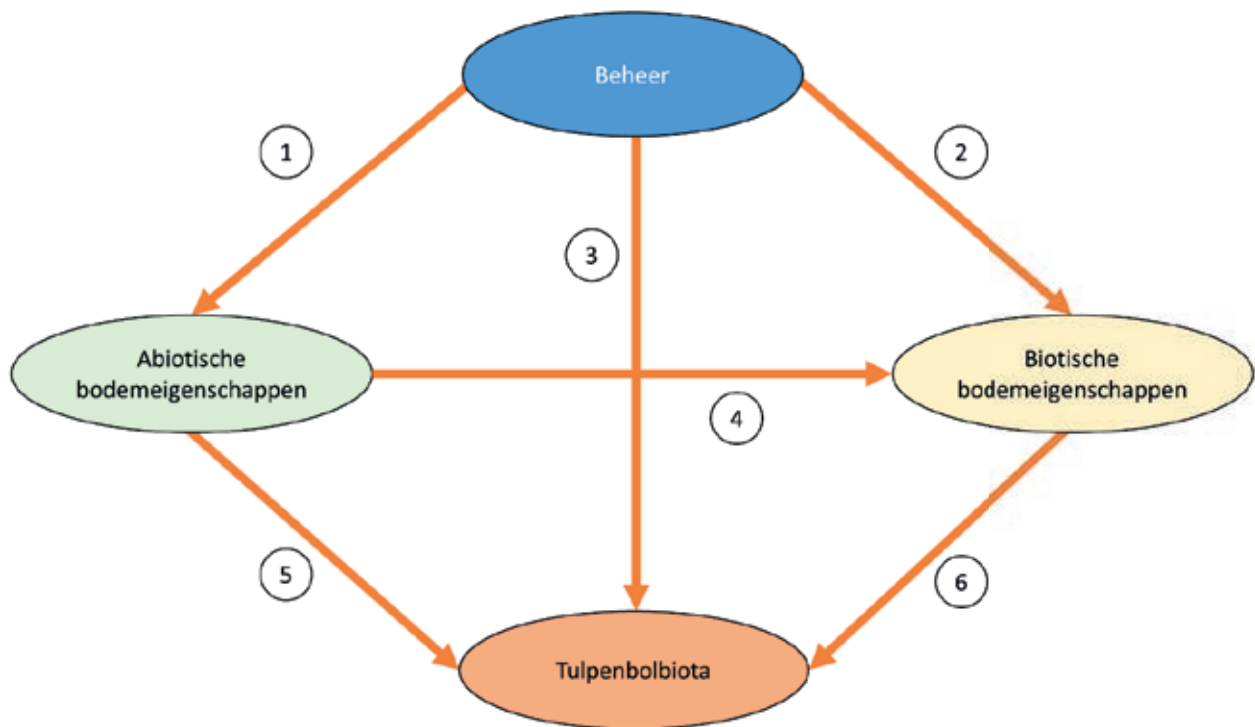 Beheer
1
2
3
Abiotische
bodemeigenschappen
Biotische
bodemeigenschappen
4
5
6
Tulpenbolbiota